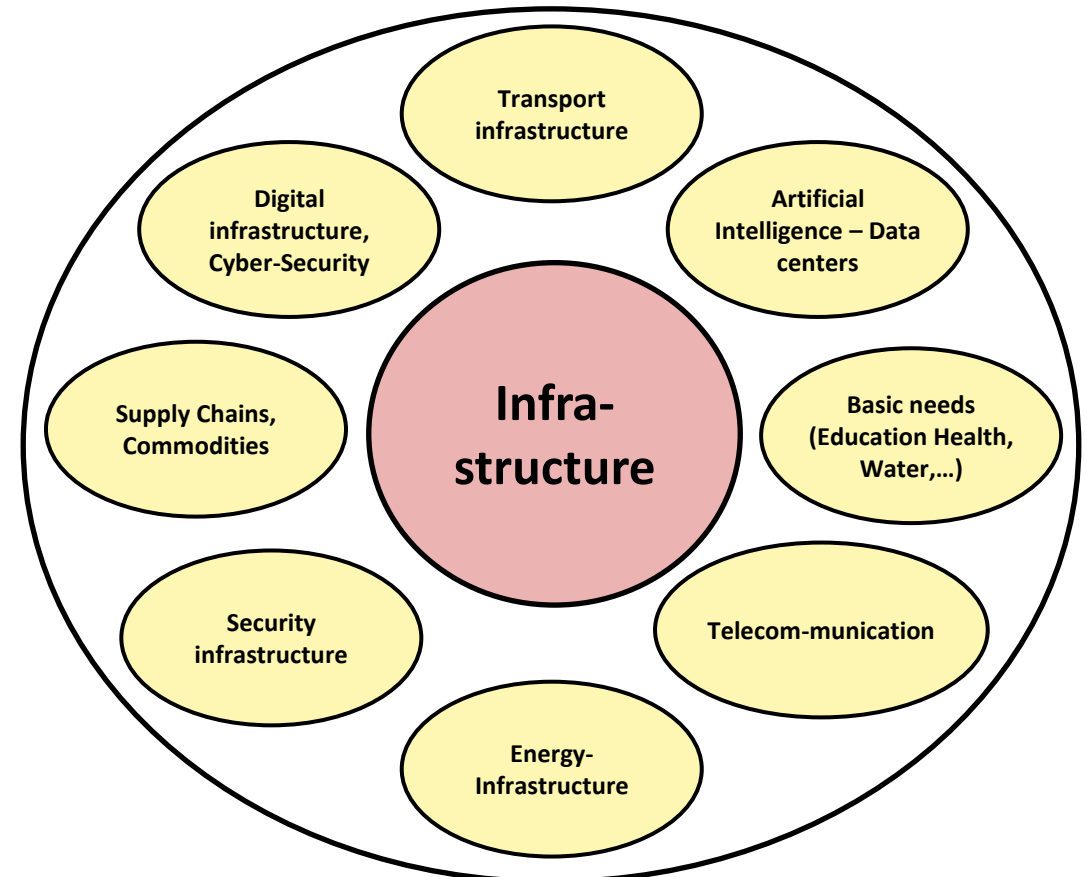 Transport
infrastructure
Digital
infrastructure,
Cyber-Security
Artificial
Intelligence – Data
centers
Supply Chains,
Commodities
Infra-
structure
Basic needs
(Education Health,
Water,...)
Security
infrastructure
Telecom-munication
Energy-
Infrastructure